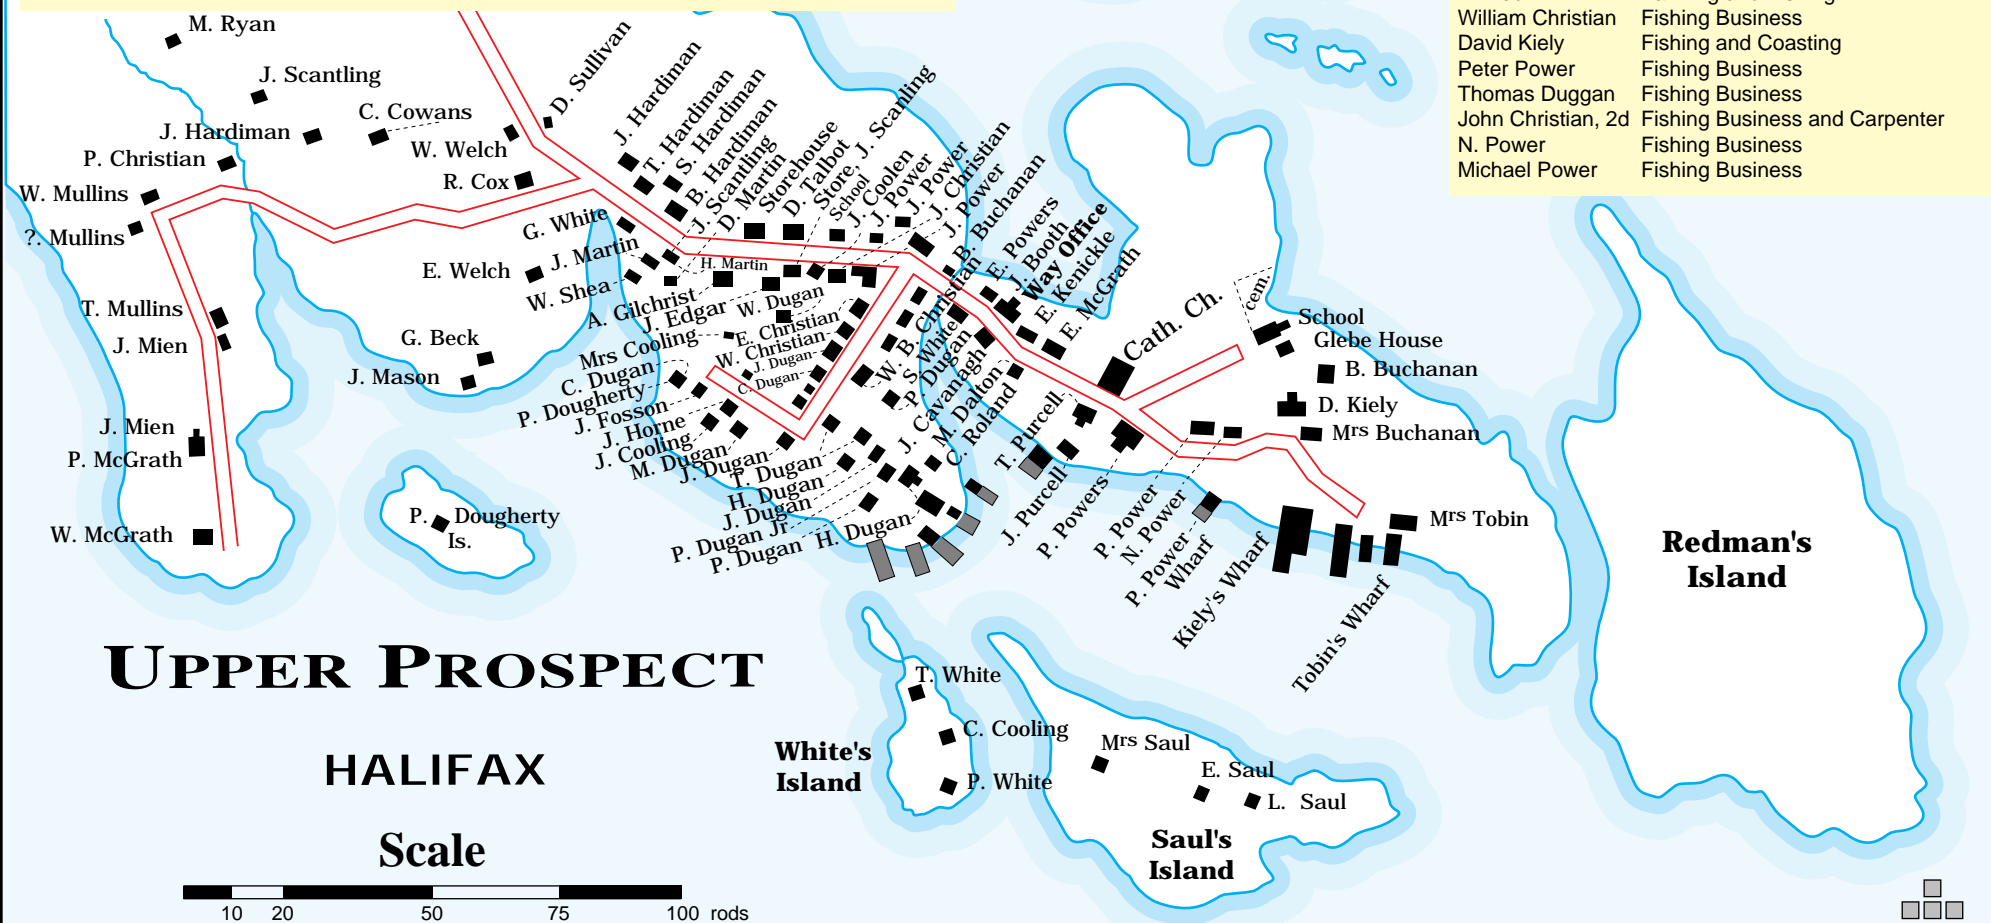 William Christian Fishing Business
David Kiely Fishing and Coasting
Peter Power Fishing Business
Thomas Duggan Fishing Business
John Christian, 2d Fishing Business and Carpenter
N. Power Fishing Business
Michael Power Fishing Business
M. Ryan
J. Scantling
C. Cowans
J. Hardiman
P. Christian
W. Welch
R. Cox
W. Mullins
?. Mullins
D. Sullivan
J. Hardiman
T. Hardiman
S. Hardiman
B. Hardiman
J. Scantling
D. Martin
Storehouse
D. Talbot
Store, J. Scanling
School
J. Coolen
J. Power
J. Power
J. Christian
J. Power
B. Buchanan
E. Powers
J. Booth
Way Office
E. Kenickle
E. McGrath
Cath. Ch.
cem.
School
Glebe House
B. Buchanan
D. Kiely
Mrs Buchanan
Mrs Tobin
G. White
J. Martin
E. Welch
W. Shea
H. Martin
A. Gilchrist
J. Edgar
W. Dugan
Mrs Cooling
E. Christian
W. Christian
J. Dugan
C. Dugan
C. Dugan
P. Dougherty
J. Fosson
J. Horne
J. Cooling
M. Dugan
J. Dugan
T. Dugan
H. Dugan
J. Dugan
P. Dugan Jr
P. Dugan
H. Dugan
W. B. Christian
S. White
P. Dugan
J. Cavanagh
M. Dalton
C. Roland
T. Purcell
J. Purcell
P. Powers
P. Power
N. Power
P. Power
Wharf
Kiely's Wharf
Tobin's Wharf
T. Mullins
J. Mien
G. Beck
J. Mason
J. Mien
P. McGrath
W. McGrath
P. Dougherty
Is.
Redman's
Island
UPPER PROSPECT
HALIFAX
Scale
10 20 50 75 100 rods
T. White
C. Cooling
P. White
White's
Island
Mrs Saul
E. Saul
L. Saul
Saul's
Island